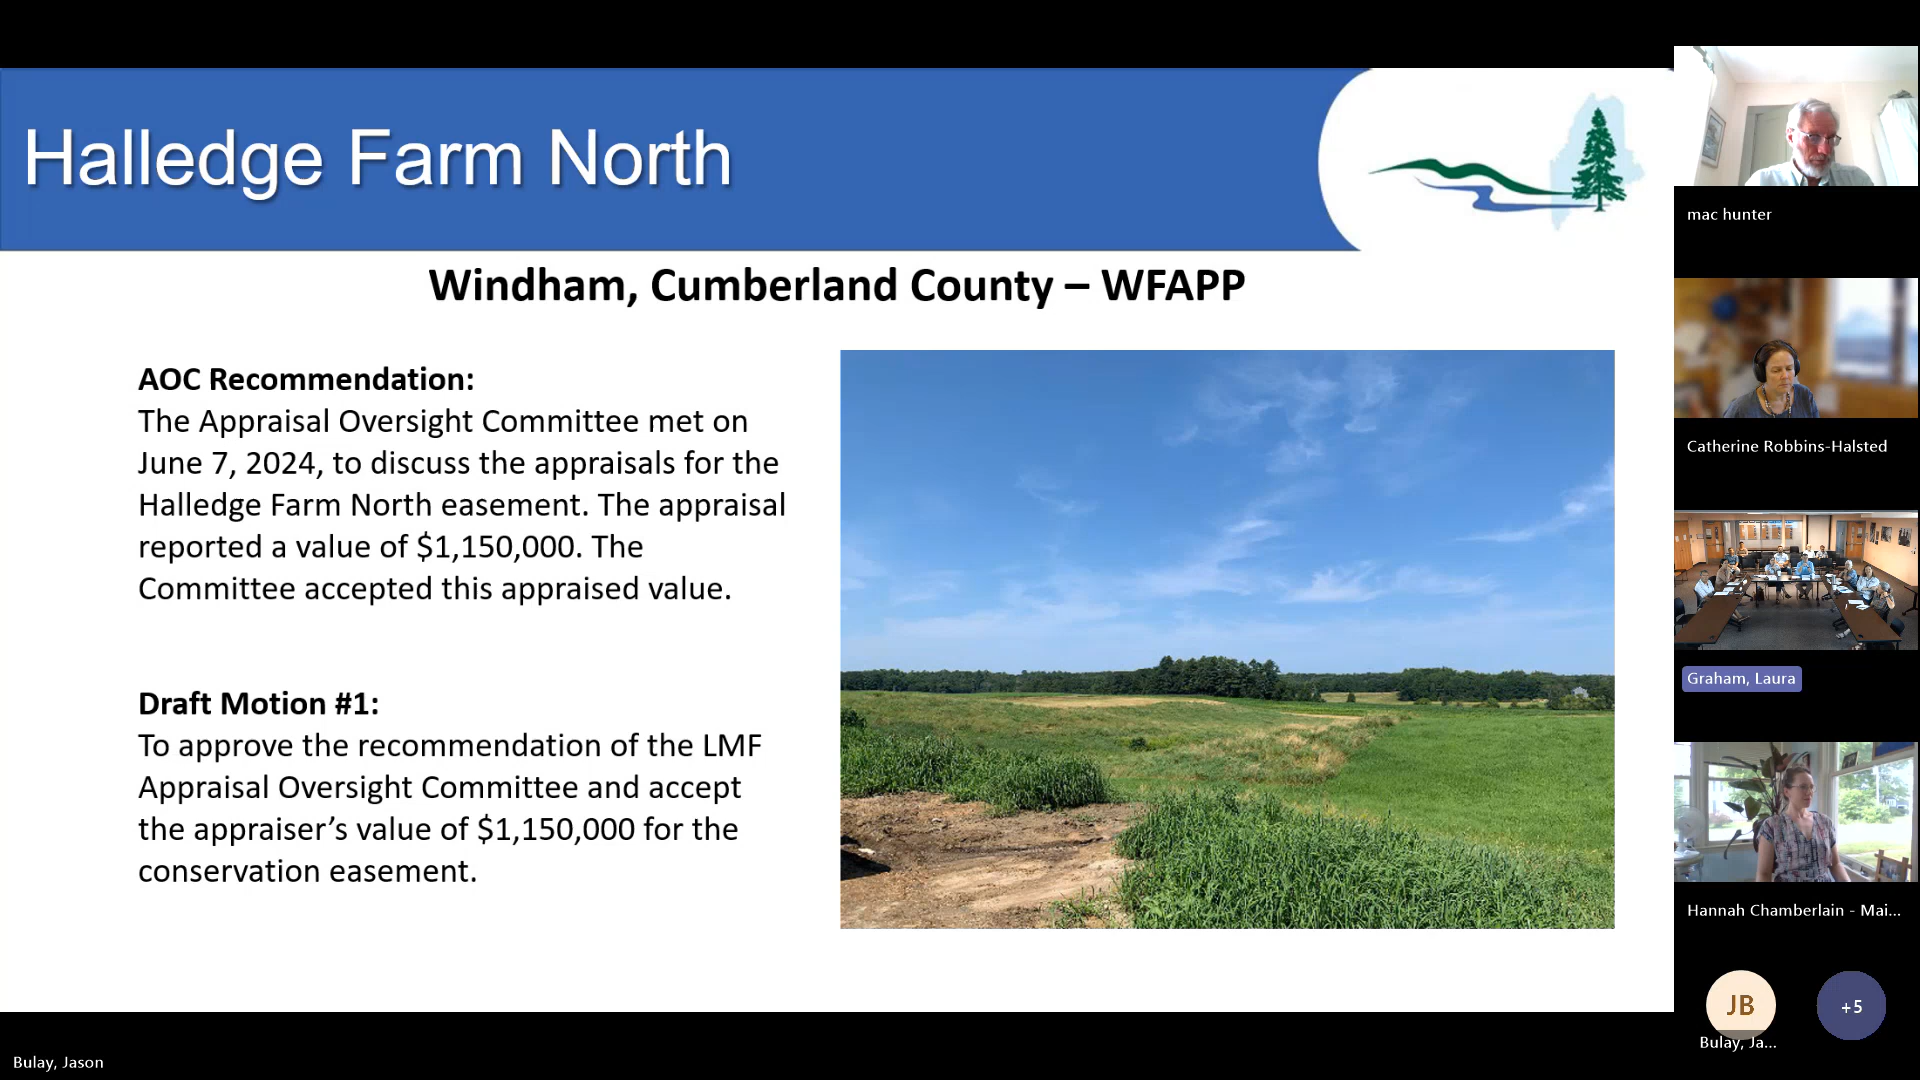 Halledge Farm North
Windham, Cumberland County – WFAPP
AOC Recommendation:
The Appraisal Oversight Committee met on
June 7, 2024, to discuss the appraisals for the
Halledge Farm North easement. The appraisal
reported a value of $1,150,000. The
Committee accepted this appraised value.
Draft Motion #1:
To approve the recommendation of the LMF
Appraisal Oversight Committee and accept
the appraiser’s value of $1,150,000 for the
conservation easement.
mac hunter
Catherine Robbins-Halsted
Graham, Laura
Hannah Chamberlain - Mai...
JB
+5
Bulay, Ja...
Bulay, Jason